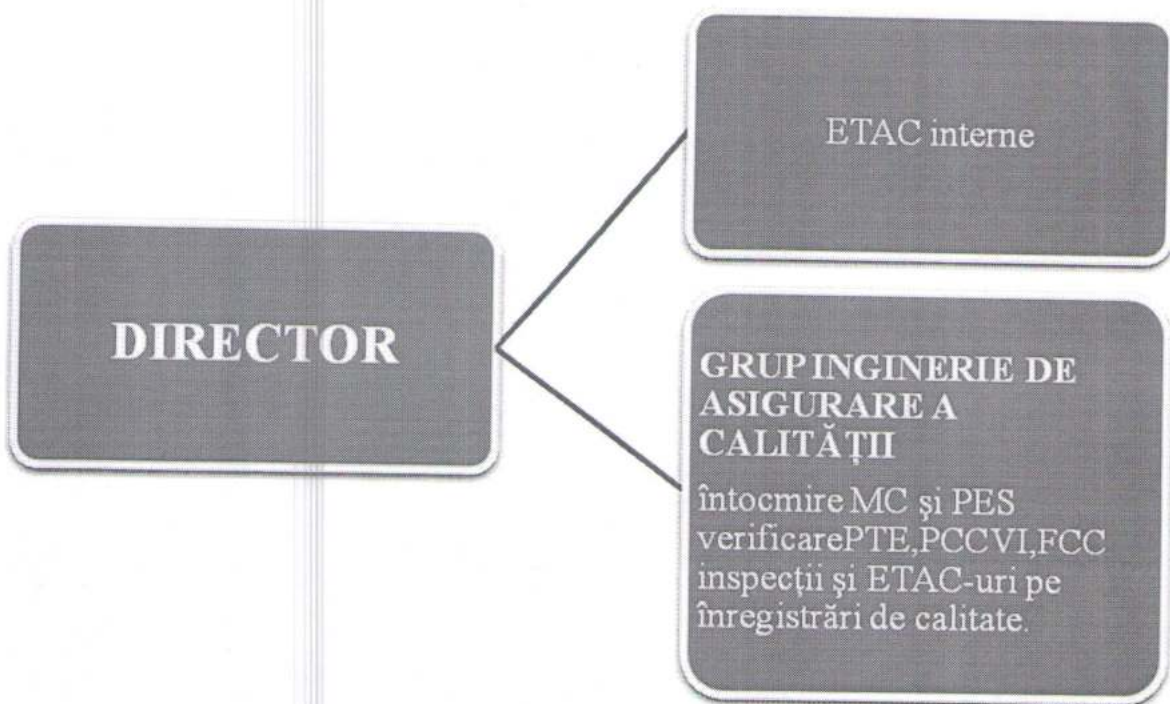 DIRECTOR
ETAC interne
GRUP INGINERIE DE
ASIGURARE A
CALITĂȚII
întocmire MC și PES
verificarePTE,PCCVI,FCC
inspecții și ETAC-uri pe
înregistrări de calitate.